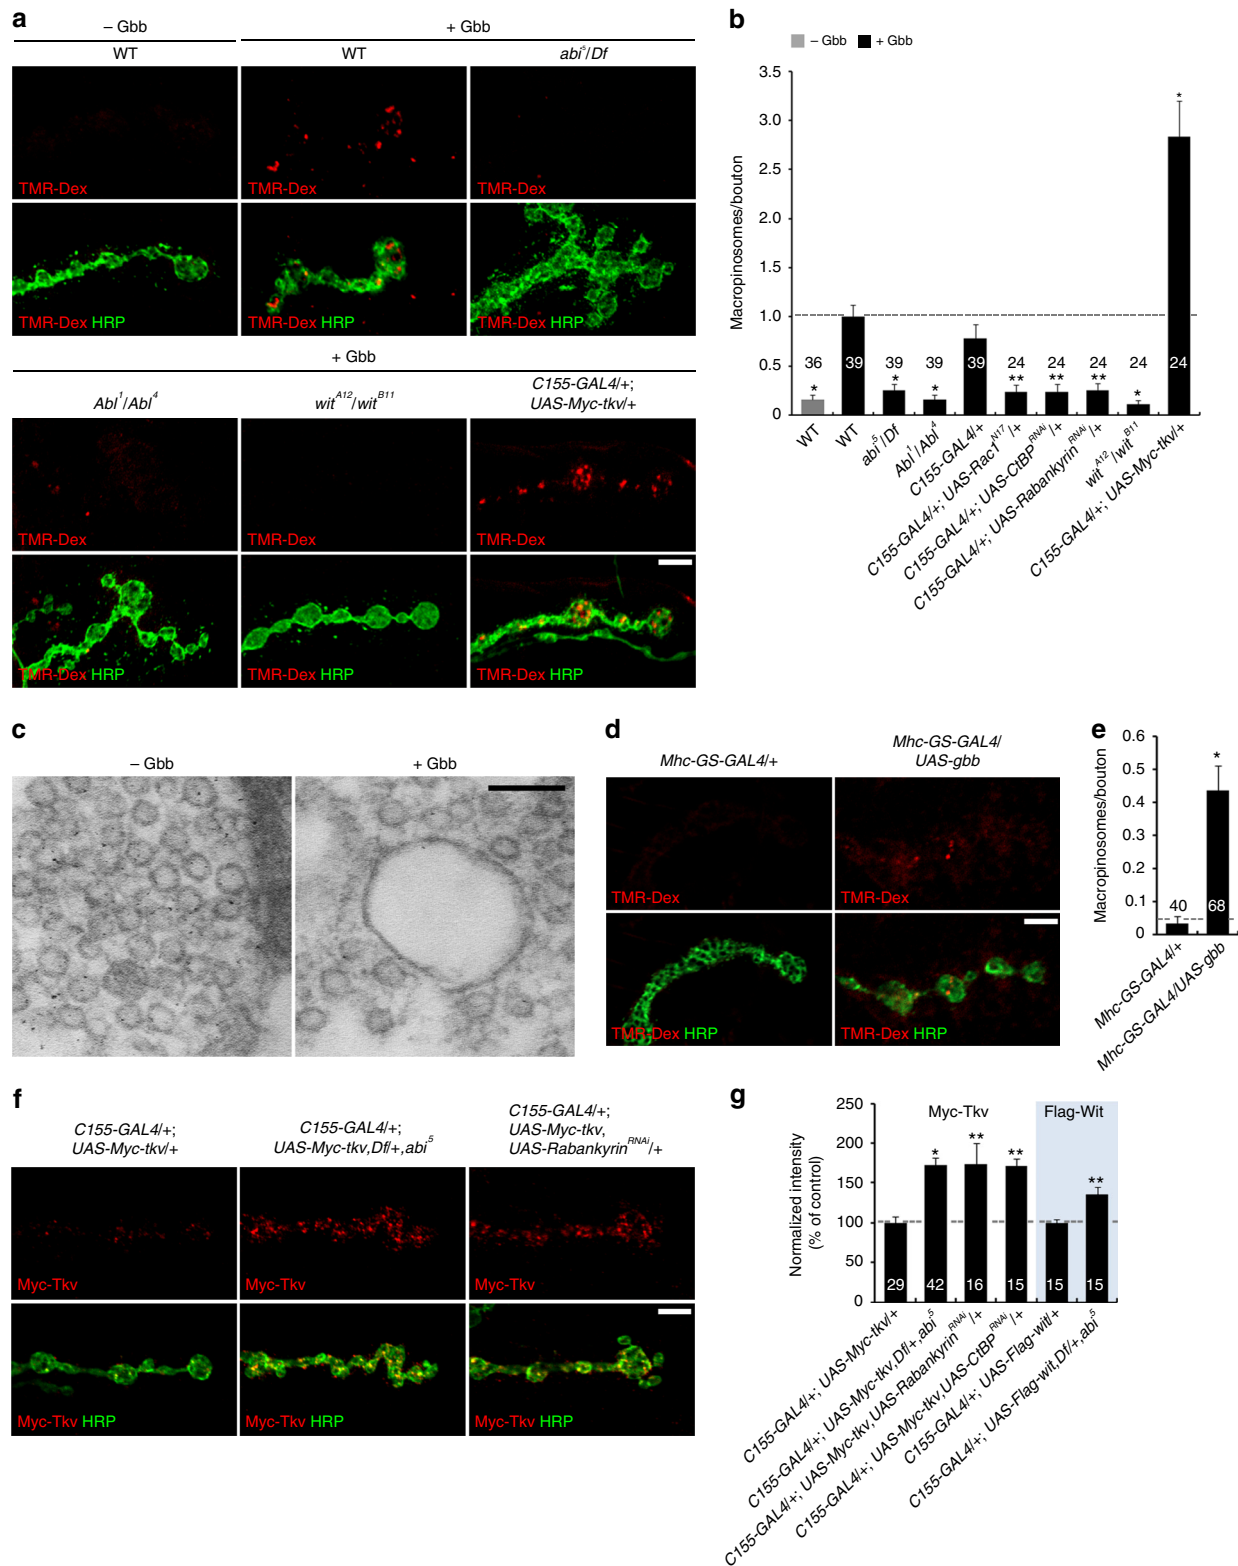 a
– Gbb
+ Gbb
WT
WT
abi5/Df
TMR-Dex
TMR-Dex
TMR-Dex
TMR-Dex HRP
TMR-Dex HRP
TMR-Dex HRP
+ Gbb
Abl1/Abl4
witA12/witB11
C155-GAL4/+;
UAS-Myc-tkv/+
TMR-Dex
TMR-Dex
TMR-Dex
TMR-Dex HRP
TMR-Dex HRP
TMR-Dex HRP
b
– Gbb
+ Gbb
Macropinosomes/bouton
3.5
3.0
2.5
2.0
1.5
1.0
0.5
0
36
39
39
39
39
24
24
24
24
24
*
*
*
**
**
**
*
*
WT
WT
abi5/Df
Abl1/Abl4
C155-GAL4/+
C155-GAL4/+; UAS-Rac1N17/+
C155-GAL4/+; UAS-CtBPRNAi/+
C155-GAL4/+; UAS-RabankyrinRNAi/+
witA12/witB11
C155-GAL4/+; UAS-Myc-tkv/+
c
– Gbb
+ Gbb
d
Mhc-GS-GAL4/+
Mhc-GS-GAL4/
UAS-gbb
TMR-Dex
TMR-Dex
TMR-Dex HRP
TMR-Dex HRP
e
Macropinosomes/bouton
0.6
0.5
0.4
0.3
0.2
0.1
0
40
68
*
Mhc-GS-GAL4/+
Mhc-GS-GAL4/UAS-gbb
f
C155-GAL4/+;
UAS-Myc-tkv/+
C155-GAL4/+;
UAS-Myc-tkv,Df/+,abi5
C155-GAL4/+;
UAS-Myc-tkv,
UAS-RabankyrinRNAi/+
Myc-Tkv
Myc-Tkv
Myc-Tkv
Myc-Tkv HRP
Myc-Tkv HRP
Myc-Tkv HRP
g
Normalized intensity
(% of control)
250
200
150
100
50
0
Myc-Tkv
Flag-Wit
*
**
**
**
29
42
16
15
15
15
C155-GAL4/+; UAS-Myc-tkv/+
C155-GAL4/+; UAS-Myc-tkv,Df/+,abi5
C155-GAL4/+; UAS-Myc-tkv,UAS-RabankyrinRNAi/+
C155-GAL4/+; UAS-Myc-tkv,UAS-CtBPRNAi/+
C155-GAL4/+; UAS-Flag-wit/+
C155-GAL4/+; UAS-Flag-wit,Df/+,abi5